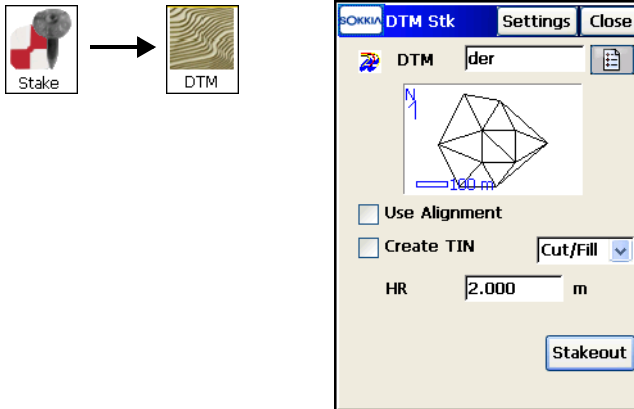 Stake
DTM
SOKKIA DTM Stk Settings Close
DTM der
N
100 m
Use Alignment
Create TIN Cut/Fill
HR 2.000 m
Stakeout